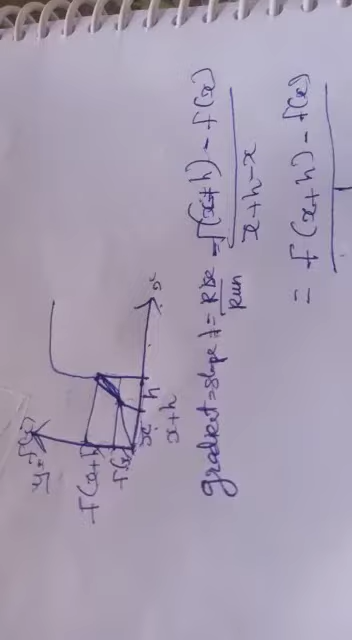 y=f(x)
f(x+h)
f(x)
x h x
x+h
gradient=slope = Rise/Run = f(x+h) - f(x)/x+h-x
= f(x+h) - f(x)